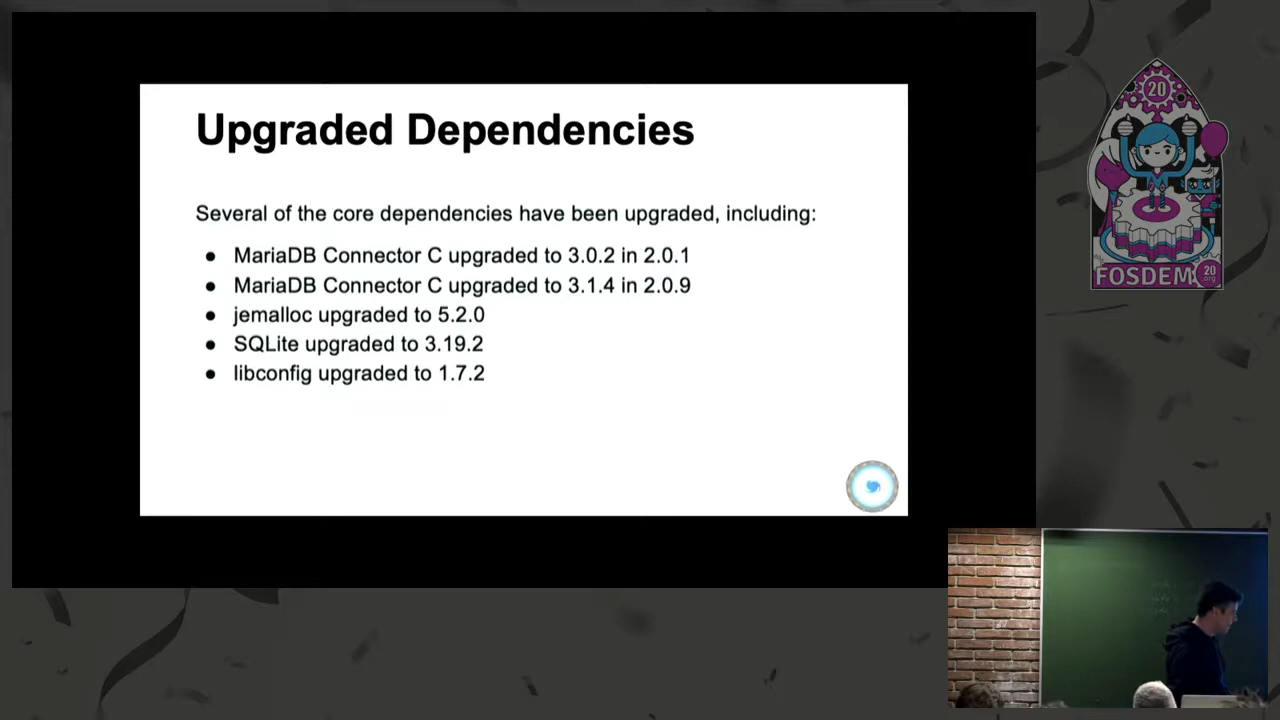 Upgraded Dependencies
Several of the core dependencies have been upgraded, including:
● MariaDB Connector C upgraded to 3.0.2 in 2.0.1
● MariaDB Connector C upgraded to 3.1.4 in 2.0.9
● jemalloc upgraded to 5.2.0
● SQLite upgraded to 3.19.2
● libconfig upgraded to 1.7.2
20
FOSDEM
20
.org